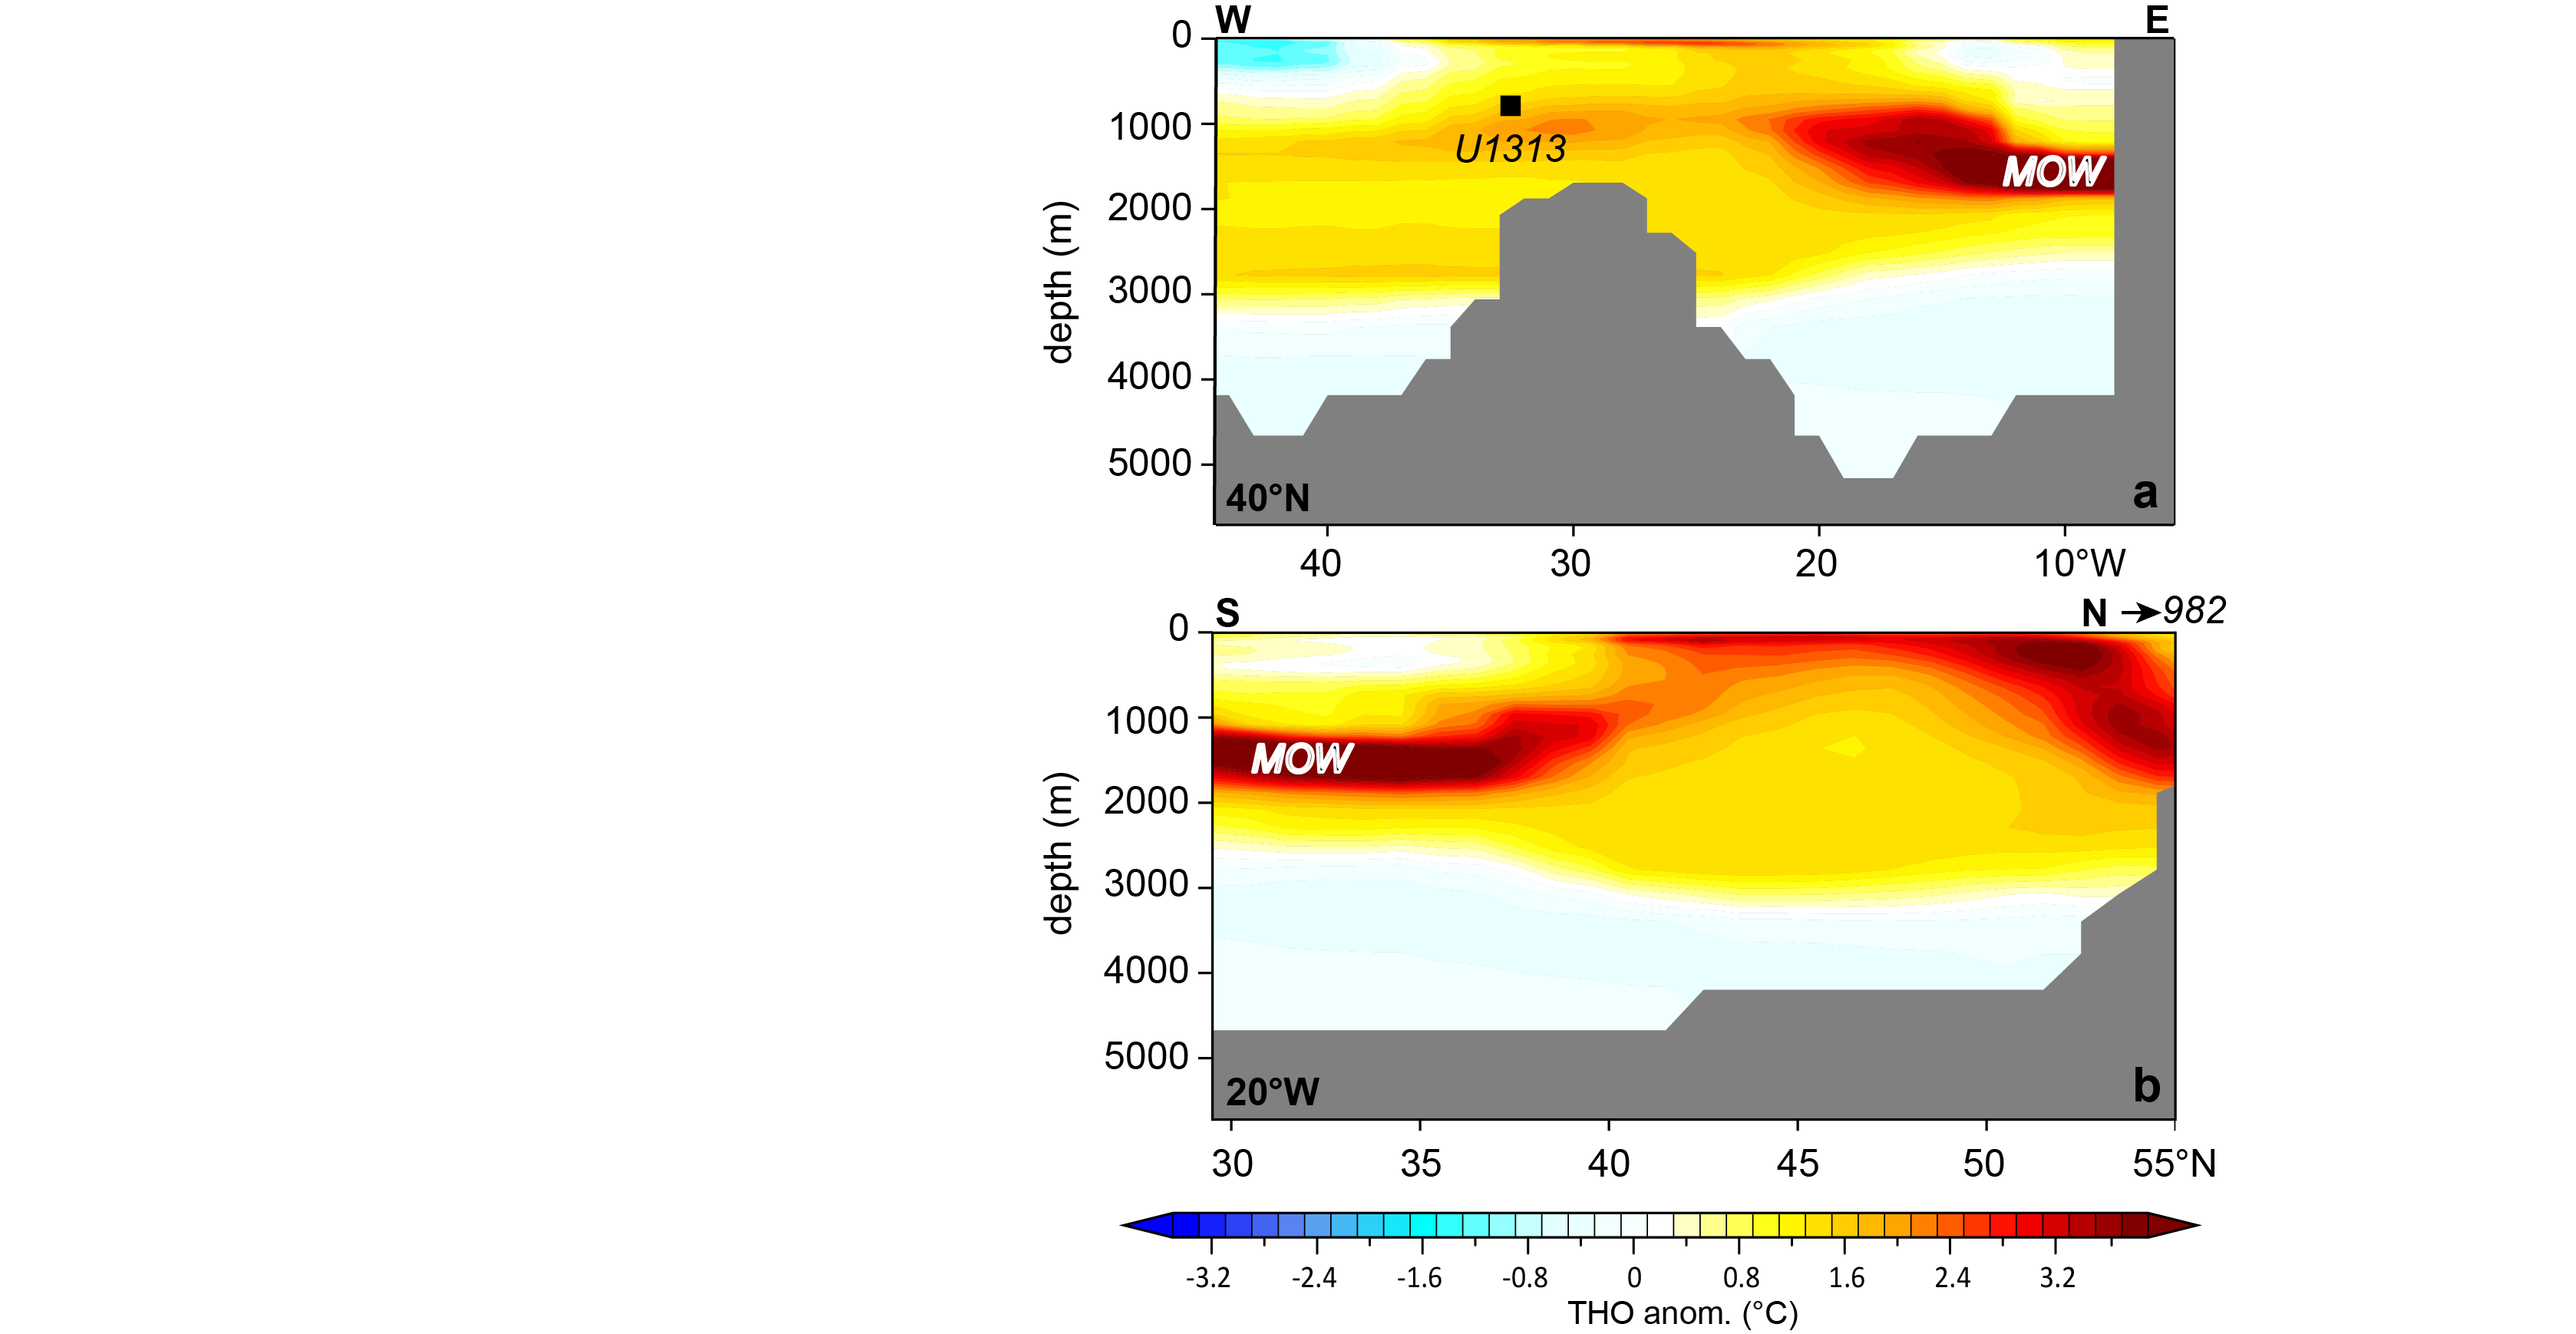 W E
0
1000
2000
3000
4000
5000
depth (m)
U1313
MOW
40°N a
40 30 20 10°W
S N 982
0
1000
2000
3000
4000
5000
depth (m)
MOW
20°W b
30 35 40 45 50 55°N
-3.2 -2.4 -1.6 -0.8 0 0.8 1.6 2.4 3.2
THO anom. (°C)